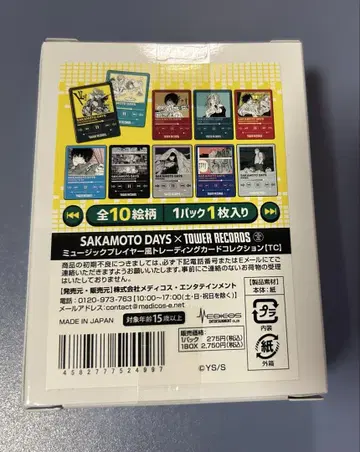 全10絵柄 1パック1枚入り
SAKAMOTO DAYS × TOWER RECORDS
ミュージックプレイヤー風トレーディングカードコレクション[TC]
商品の初期不良につきましては、必ず下記電話番号またはEメールにてご
連絡いただきますようお願いいたします。事前にご連絡のないお荷物の受理
はいたしておりません。
【発売元・販売元】株式会社メディコス・エンタテインメント
電話：0120-973-763 [10:00〜17:00(土・日・祝日を除く)]
メールアドレス：contact@medicos-e.net
MADE IN JAPAN
対象年齢15歳以上
MEDICOS
ENTERTAINMENT
【製品素材】
本体：紙
プラ
内装
紙
外箱
販売価格：
1パック 275円(税込)
1BOX 2,750円(税込)
4582777524997
©YS/S